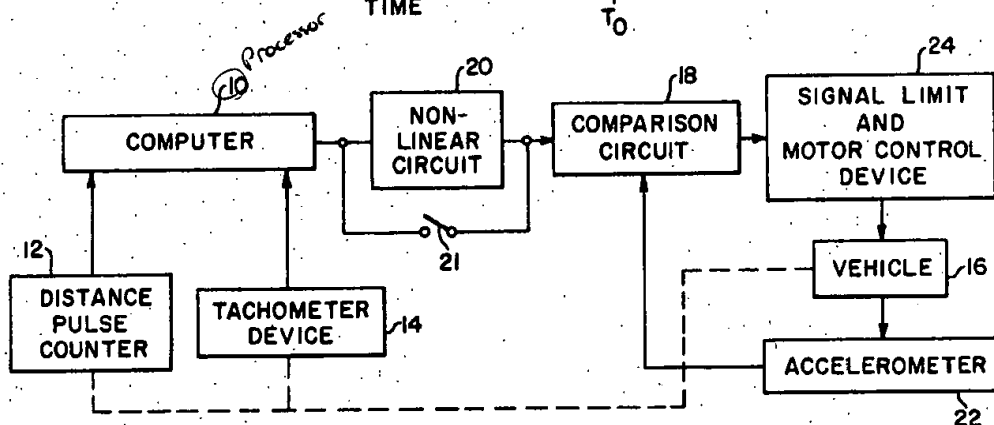 TIME
T0
Processor
10
COMPUTER
20
NON-
LINEAR
CIRCUIT
21
18
COMPARISON
CIRCUIT
24
SIGNAL LIMIT
AND
MOTOR CONTROL
DEVICE
12
DISTANCE
PULSE
COUNTER
TACHOMETER
DEVICE
14
VEHICLE
16
ACCELEROMETER
22